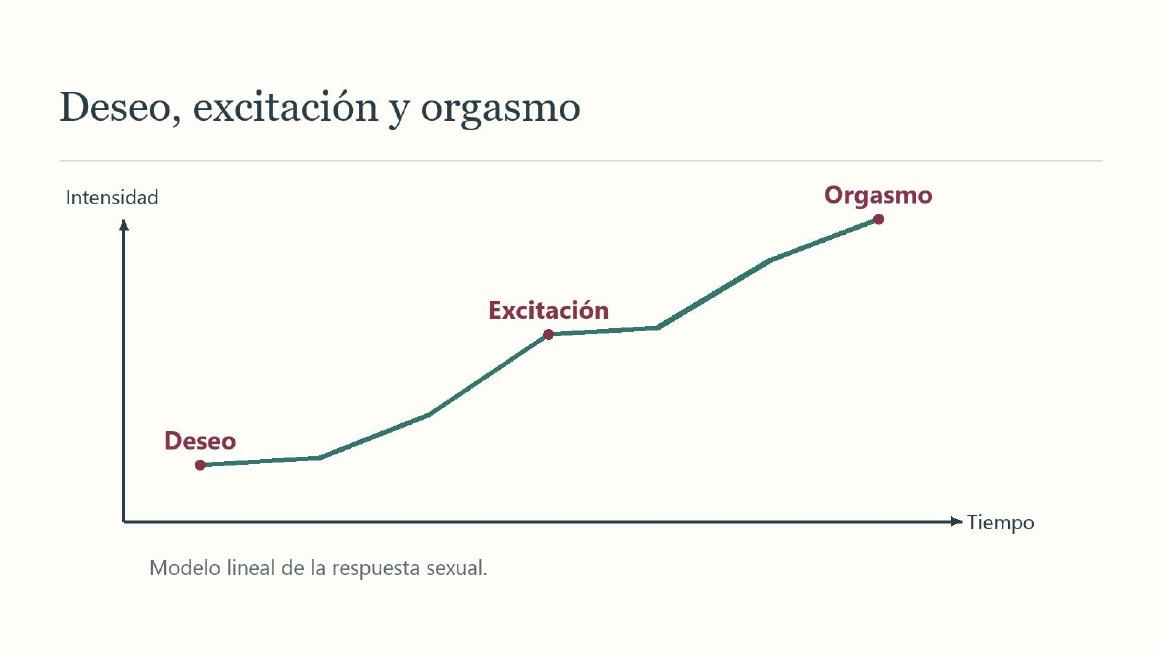 Deseo, excitación y orgasmo
Intensidad
Orgasmo
Excitación
Deseo
Tiempo
Modelo lineal de la respuesta sexual.